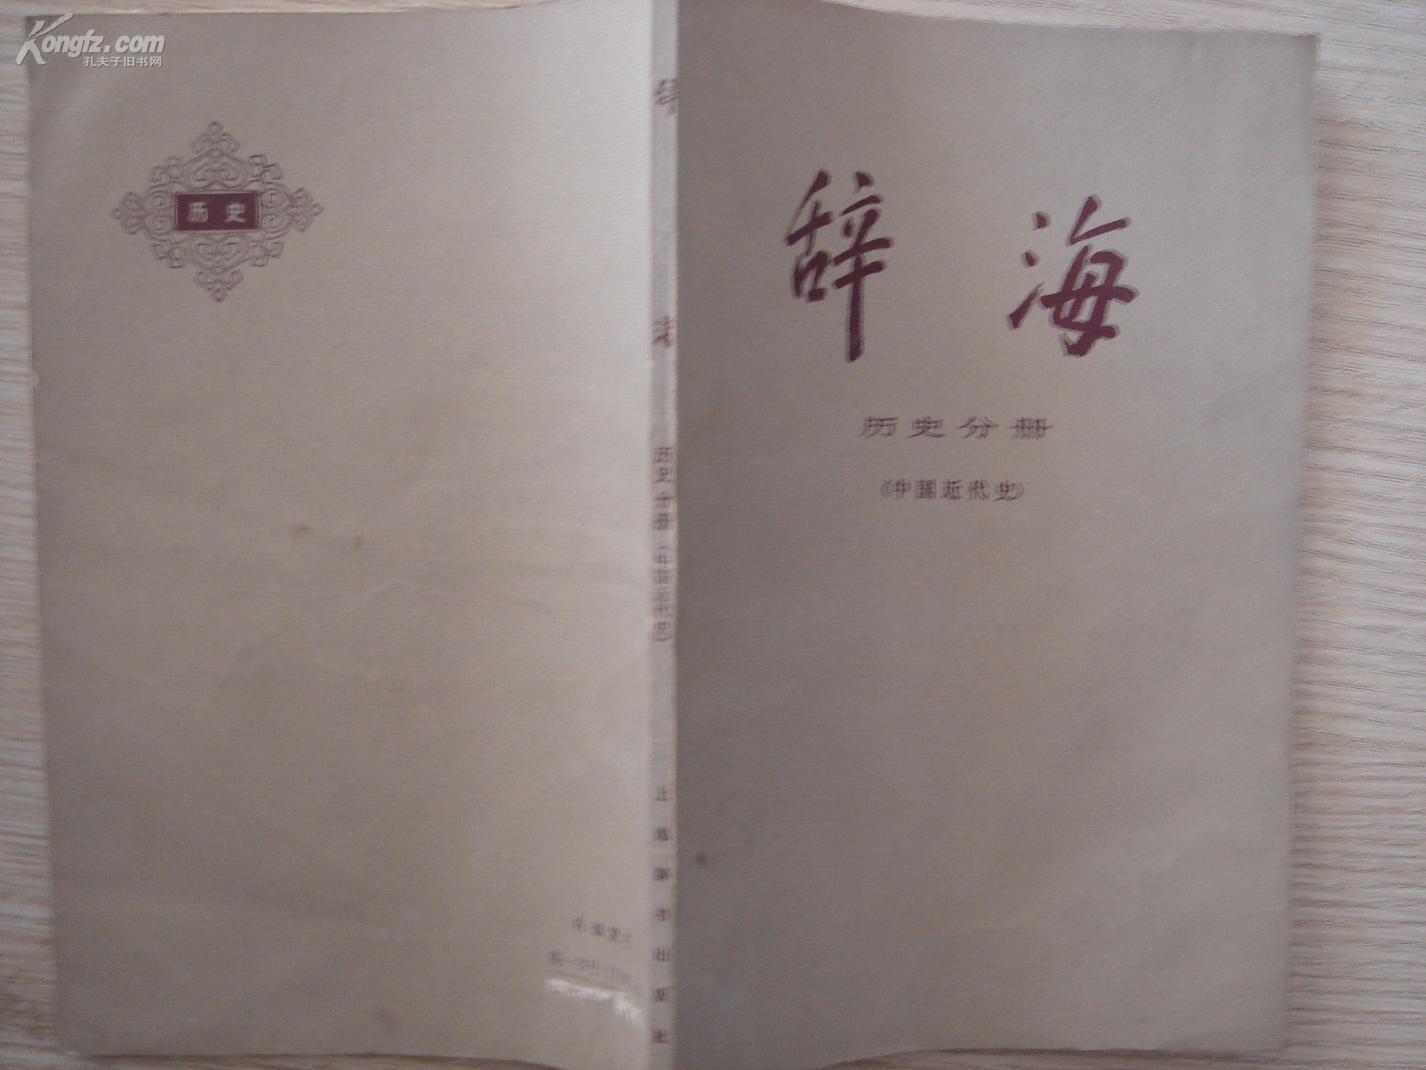 Kongfz.com
孔夫子旧书网
历史
辞海
历史分册
(中国近代史)
辞海 历史分册(中国近代史) 上海辞书出版社